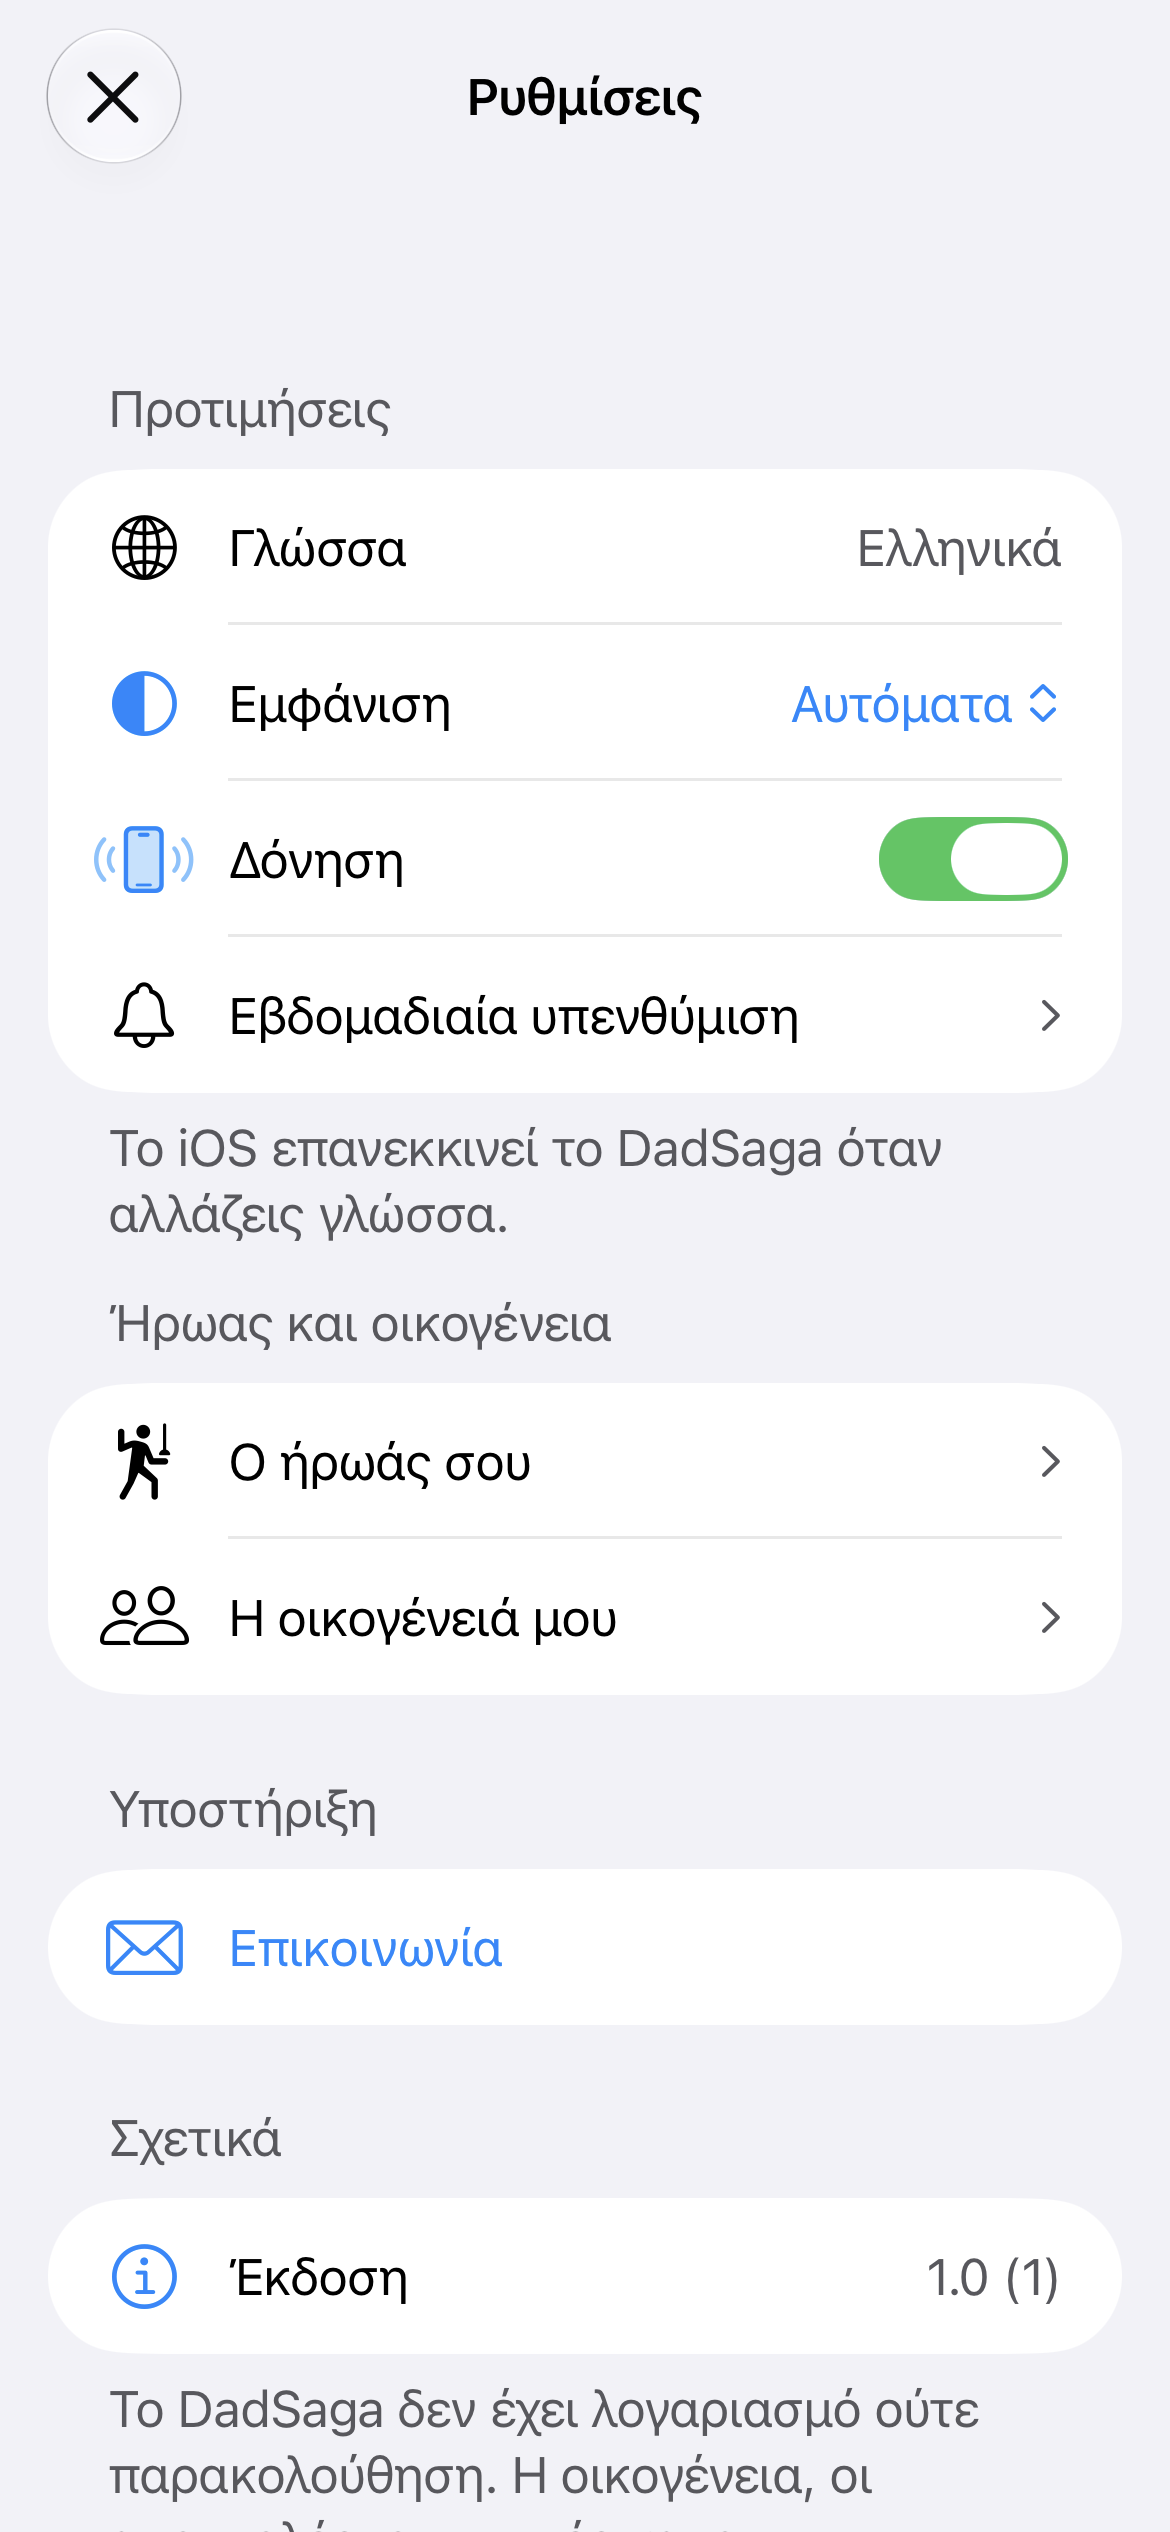 Ρυθμίσεις
Προτιμήσεις
Γλώσσα Ελληνικά
Εμφάνιση Αυτόματα
Δόνηση
Εβδομαδιαία υπενθύμιση
Το iOS επανεκκινεί το DadSaga όταν
αλλάζεις γλώσσα.
Ήρωας και οικογένεια
Ο ήρωάς σου
Η οικογένειά μου
Υποστήριξη
Επικοινωνία
Σχετικά
Έκδοση 1.0 (1)
Το DadSaga δεν έχει λογαριασμό ούτε
παρακολούθηση. Η οικογένεια, οι